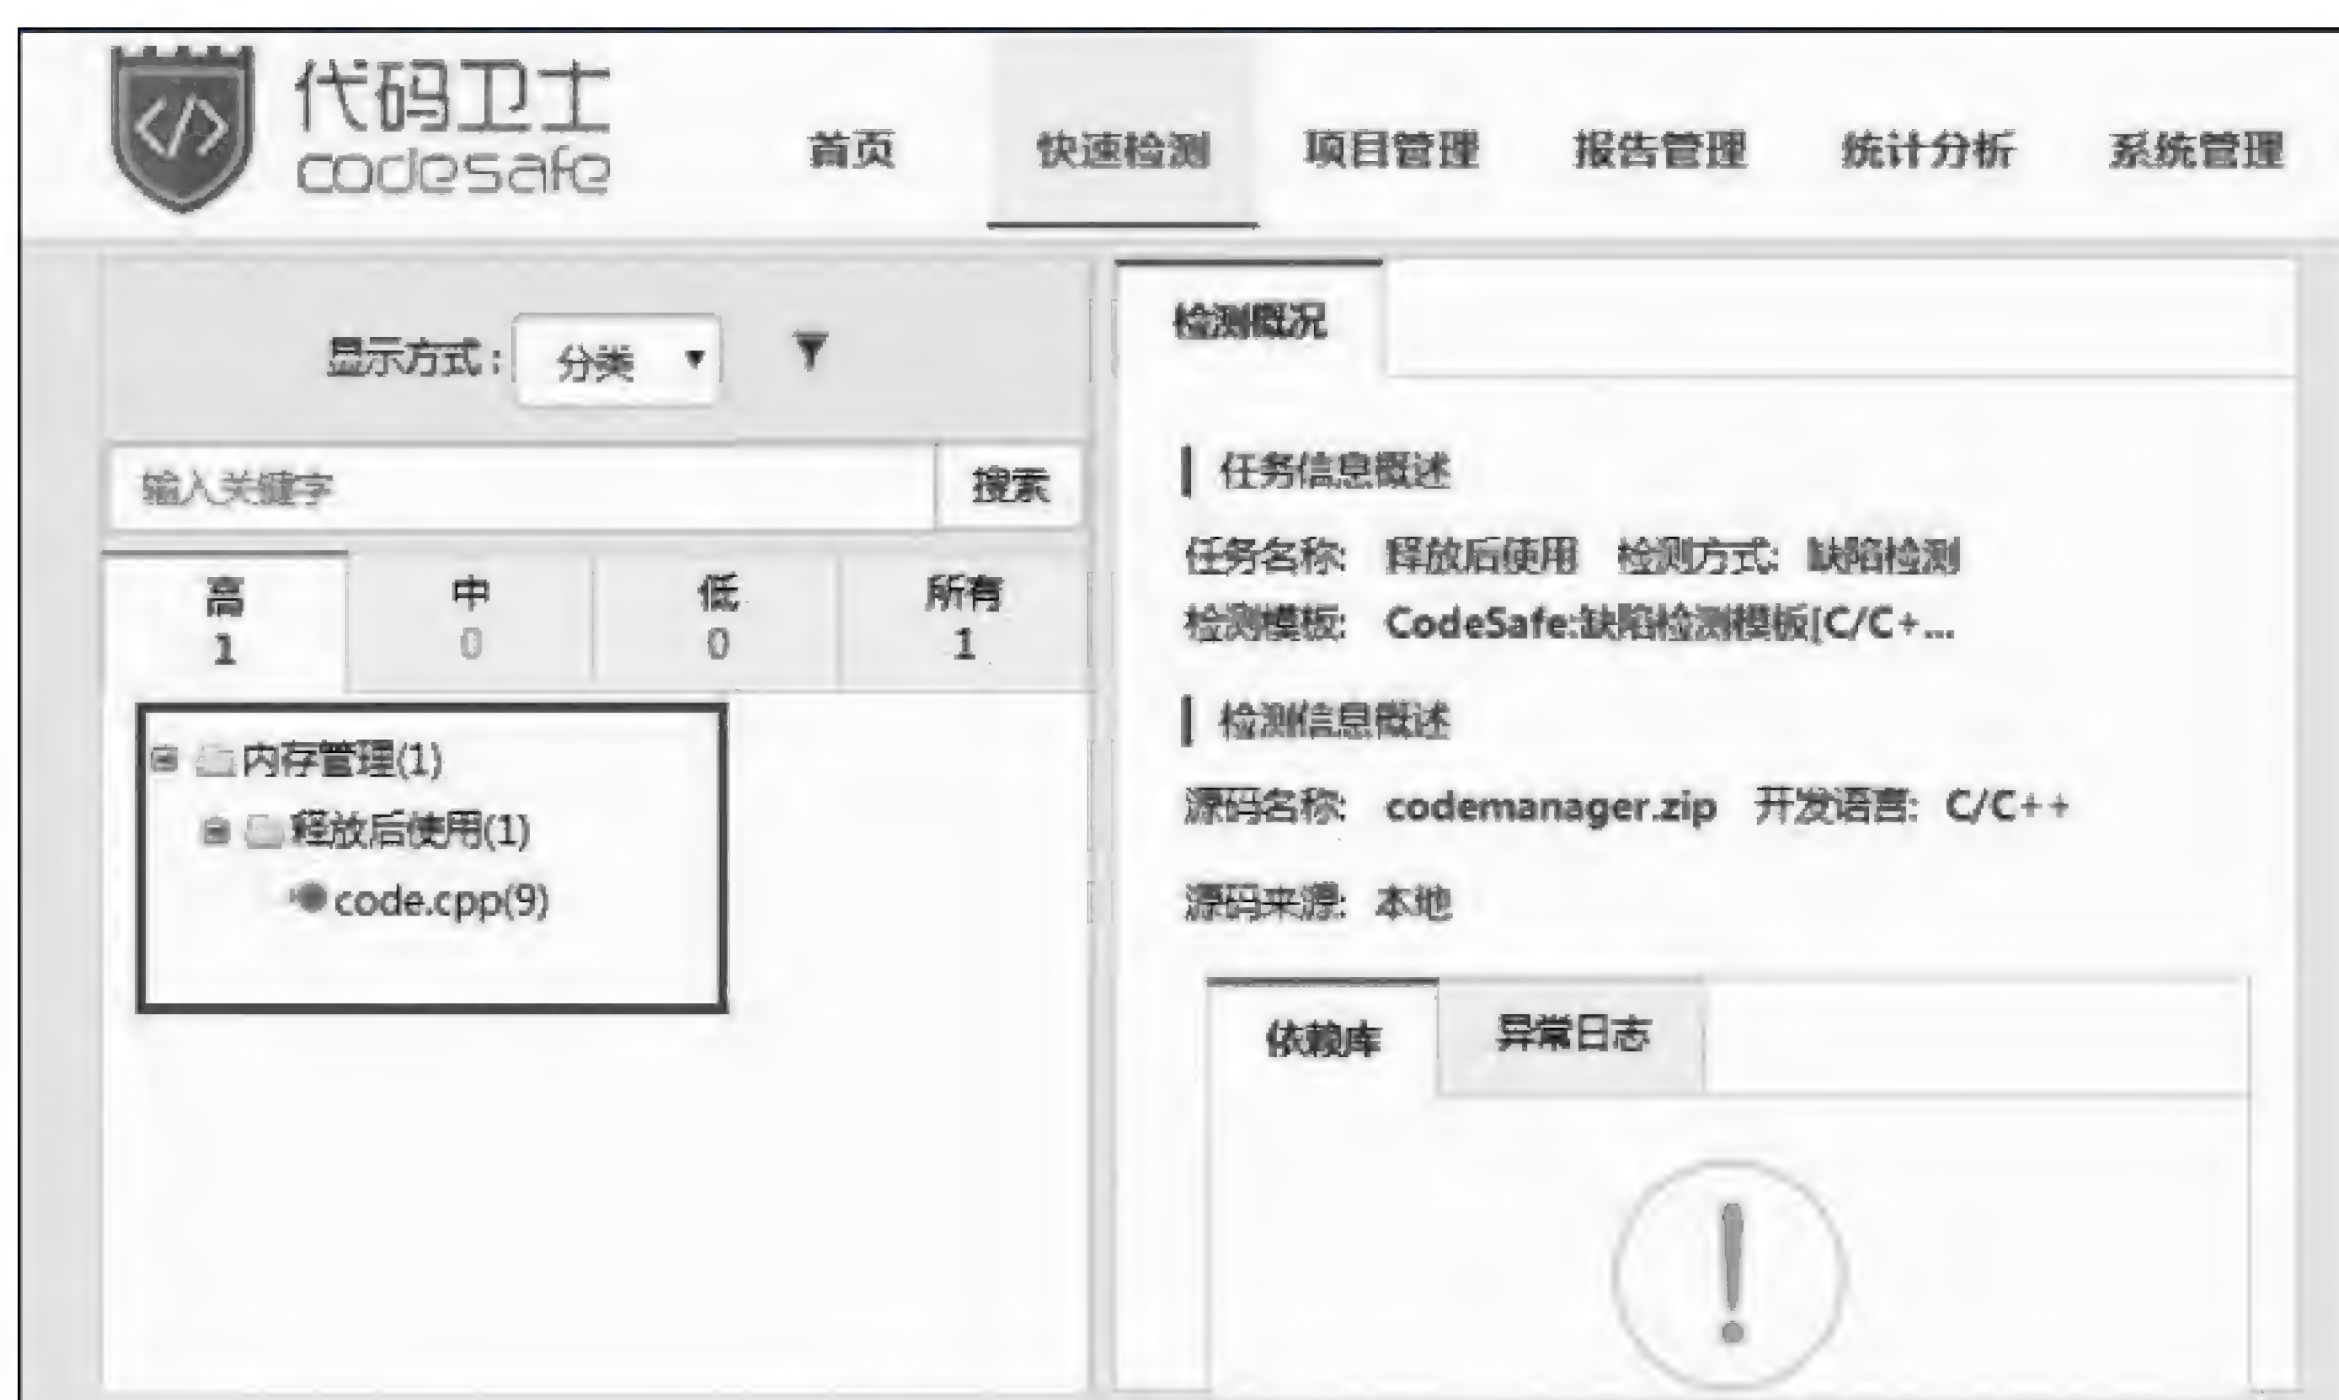 代码卫士
codesafe
首页 快速检测 项目管理 报告管理 统计分析 系统管理
显示方式: 分类
输入关键字 搜索
高 中 低 所有
1 0 0 1
内存管理(1)
释放后使用(1)
code.cpp(9)
检测概况
任务信息概述
任务名称: 释放后使用 检测方式: 缺陷检测
检测模板: CodeSafe:缺陷检测模板[C/C+...
检测信息概述
源码名称: codemanager.zip 开发语言: C/C++
源码来源: 本地
依赖库 异常日志